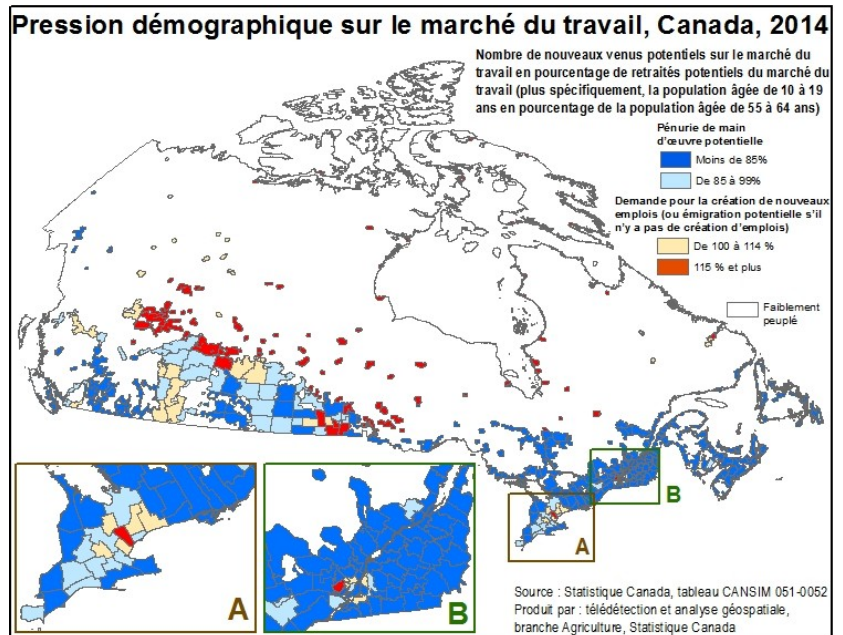 Pression démographique sur le marché du travail, Canada, 2014
Nombre de nouveaux venus potentiels sur le marché du
travail en pourcentage de retraités potentiels du marché du
travail (plus spécifiquement, la population âgée de 10 à 19
ans en pourcentage de la population âgée de 55 à 64 ans)
Pénurie de main
d'œuvre potentielle
Moins de 85%
De 85 à 99%
Demande pour la création de nouveaux
emplois (ou émigration potentielle s'il
n'y a pas de création d'emplois)
De 100 à 114 %
115 % et plus
Faiblement
peuplé
B
A
A
B
Source : Statistique Canada, tableau CANSIM 051-0052
Produit par : télédétection et analyse géospatiale,
branche Agriculture, Statistique Canada